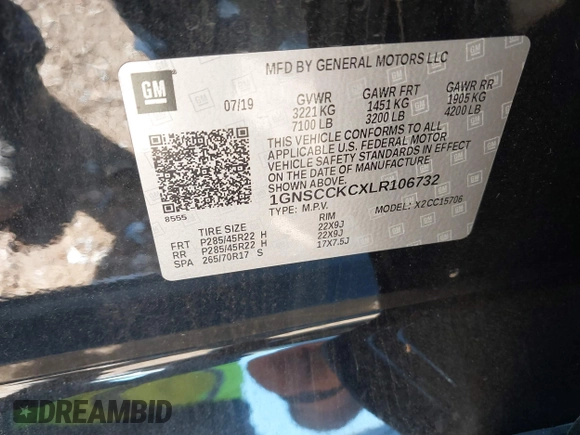 MFD BY GENERAL MOTORS LLC
GM
07/19
GVWR
3221 KG
7100 LB
GAWR FRT
1451 KG
3200 LB
GAWR RR
1905 KG
4200 LB
THIS VEHICLE CONFORMS TO ALL
APPLICABLE U.S. FEDERAL MOTOR
VEHICLE SAFETY STANDARDS IN EFFECT
ON THE DATE OF MANUFACTURE
SHOWN ABOVE.
1GNSCCKCXLR106732
TYPE: M.P.V.
MODEL: X2CC15706
8555
TIRE SIZE RIM
FRT P285/45R22 H 22X9J
RR P285/45R22 H 22X9J
SPA 265/70R17 S 17X7.5J
DREAMBID